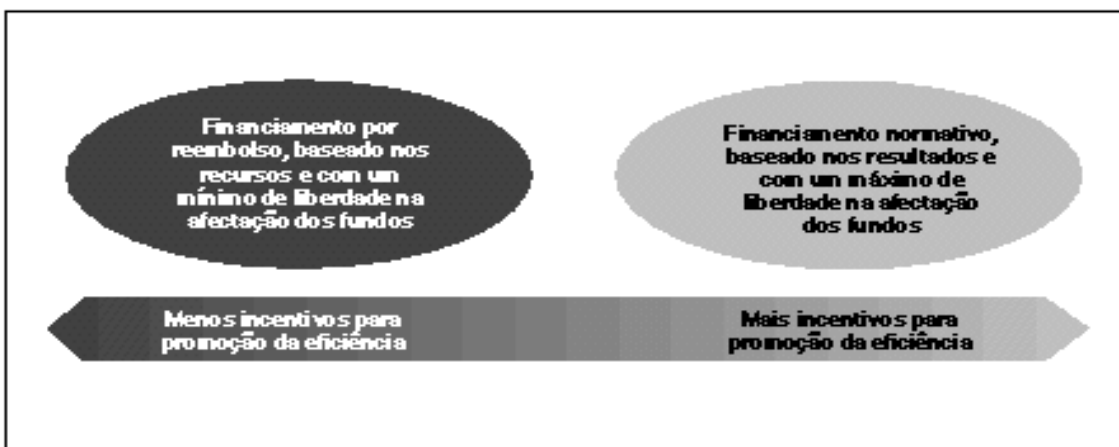 Financiamento por
reembolso, baseado nos
recursos e com um
mínimo de liberdade na
afectação dos fundos
Financiamento normativo,
baseado nos resultados e
com um máximo de
liberdade na afectação
dos fundos
Menos incentivos para
promoção da eficiência
Mais incentivos para
promoção da eficiência